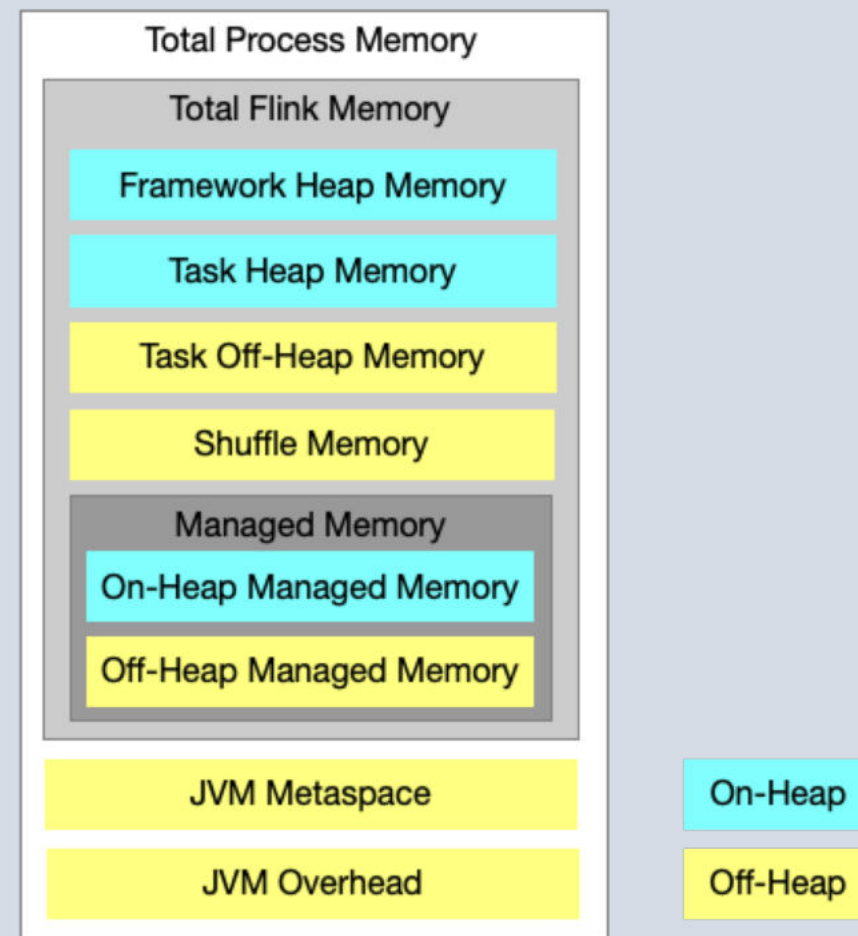 Total Process Memory
Total Flink Memory
Framework Heap Memory
Task Heap Memory
Task Off-Heap Memory
Shuffle Memory
Managed Memory
On-Heap Managed Memory
Off-Heap Managed Memory
JVM Metaspace
On-Heap
JVM Overhead
Off-Heap